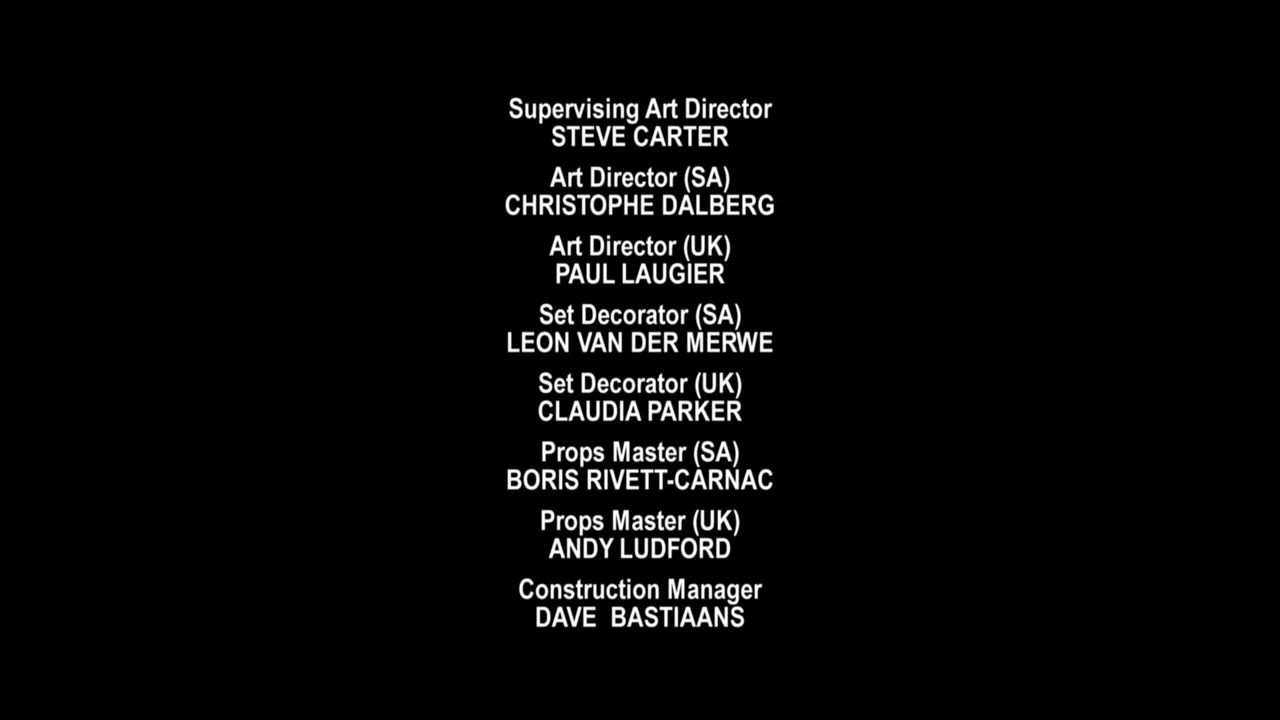 Supervising Art Director
STEVE CARTER
Art Director (SA)
CHRISTOPHE DALBERG
Art Director (UK)
PAUL LAUGIER
Set Decorator (SA)
LEON VAN DER MERWE
Set Decorator (UK)
CLAUDIA PARKER
Props Master (SA)
BORIS RIVETT-CARNAC
Props Master (UK)
ANDY LUDFORD
Construction Manager
DAVE  BASTIAANS